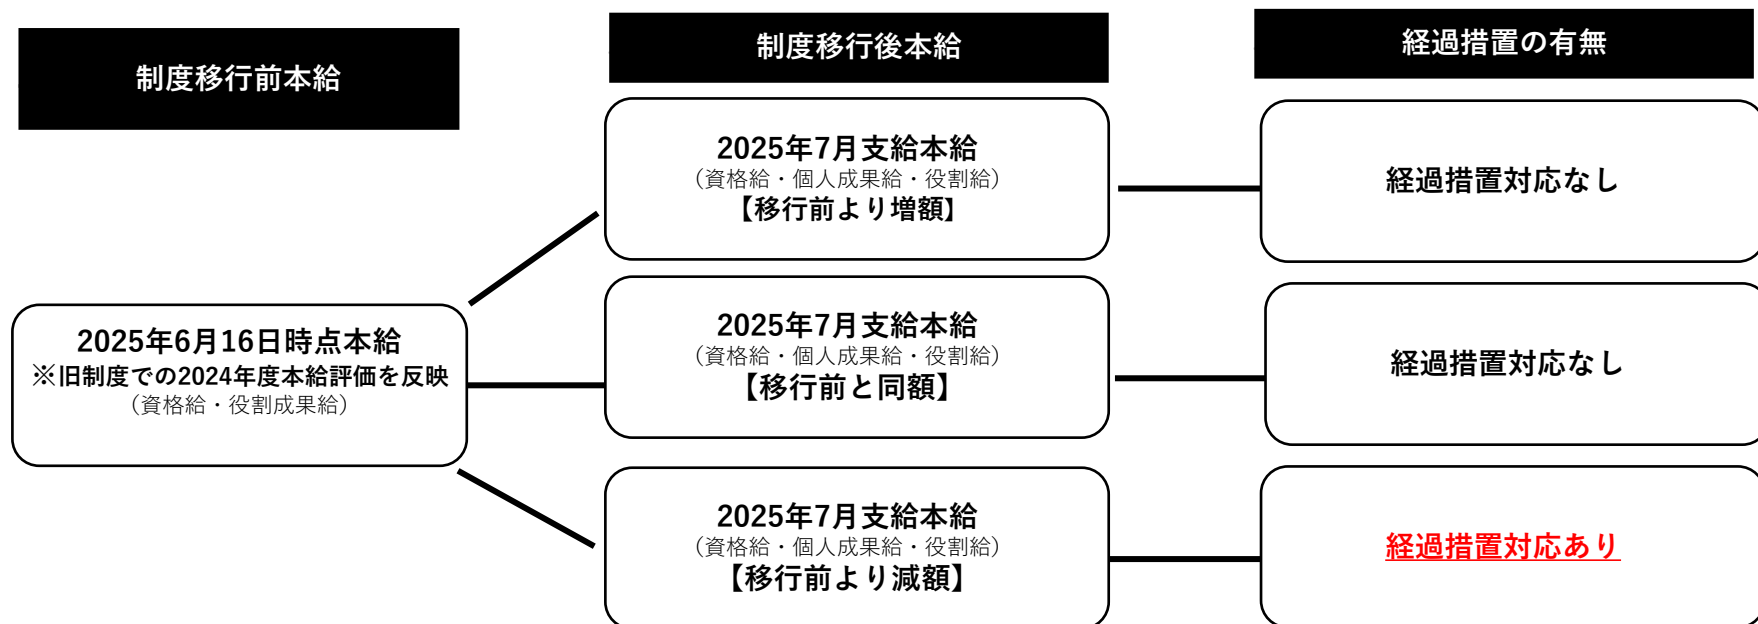 制度移行前本給
制度移行後本給
経過措置の有無
2025年6月16日時点本給
※旧制度での2024年度本給評価を反映
（資格給・役割成果給）
2025年7月支給本給
（資格給・個人成果給・役割給）
【移行前より増額】
経過措置対応なし
2025年7月支給本給
（資格給・個人成果給・役割給）
【移行前と同額】
経過措置対応なし
2025年7月支給本給
（資格給・個人成果給・役割給）
【移行前より減額】
経過措置対応あり